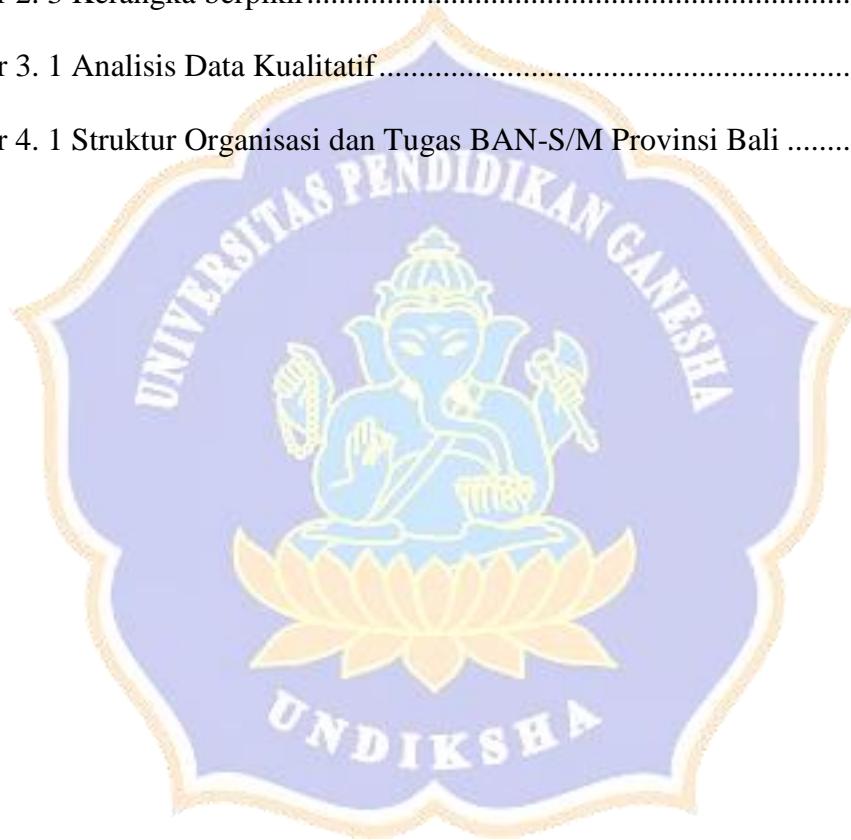 r 2. 3 Kerangka berpikir............................................................
r 3. 1 Analisis Data Kualitatif....................................................
r 4. 1 Struktur Organisasi dan Tugas BAN-S/M Provinsi Bali ........
UNIVERSITAS PENDIDIKAN GANESHA
UNDIKSHA